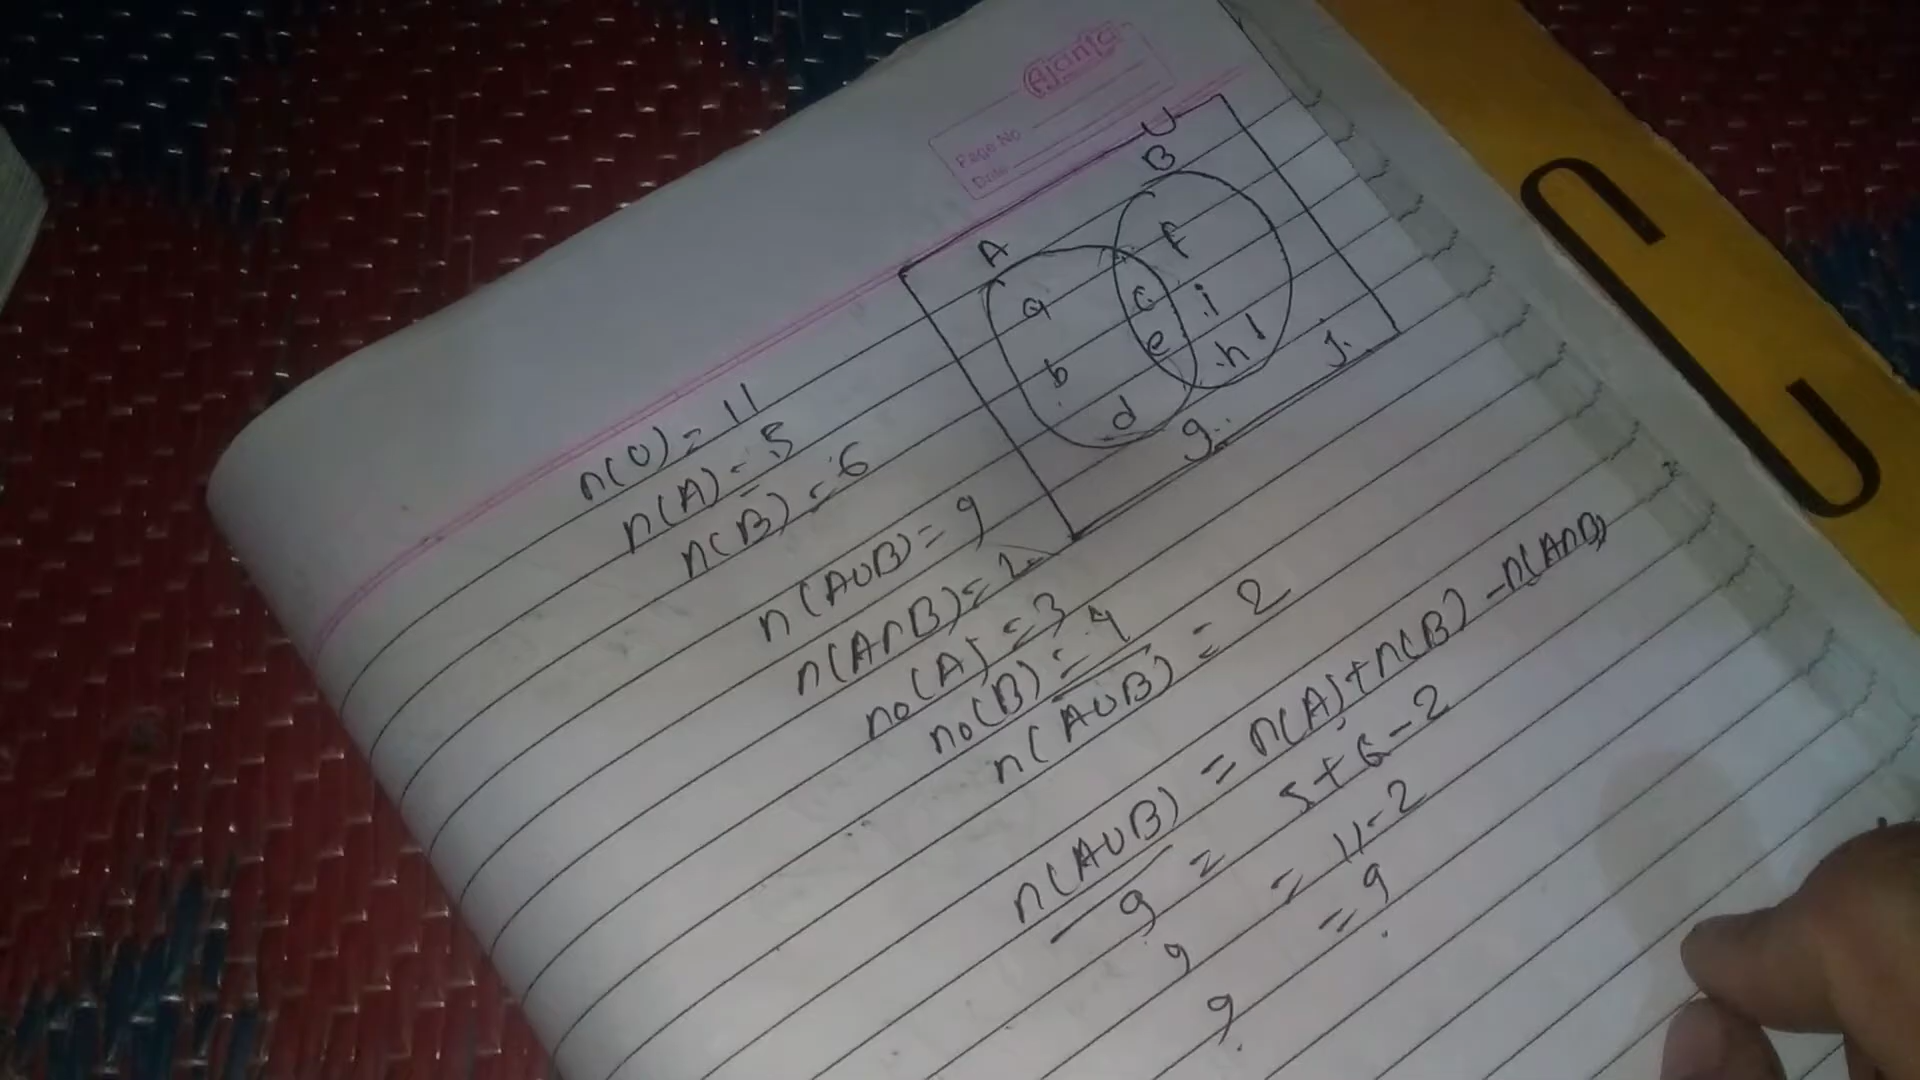 Ajanta
Page No
Date
U
A
B
a
f
c
i
b
e
h
l
d
g
j
n(U) = 11
n(A) = 5
n(B) = 6
n(A∪B) = 9
n(A∩B) = 2
no(A) = 3
no(B) = 4
n(A∪B) = 2
n(A∪B) = n(A) + n(B) - n(A∩B)
9 = 5 + 6 - 2
9 = 11 - 2
9 = 9